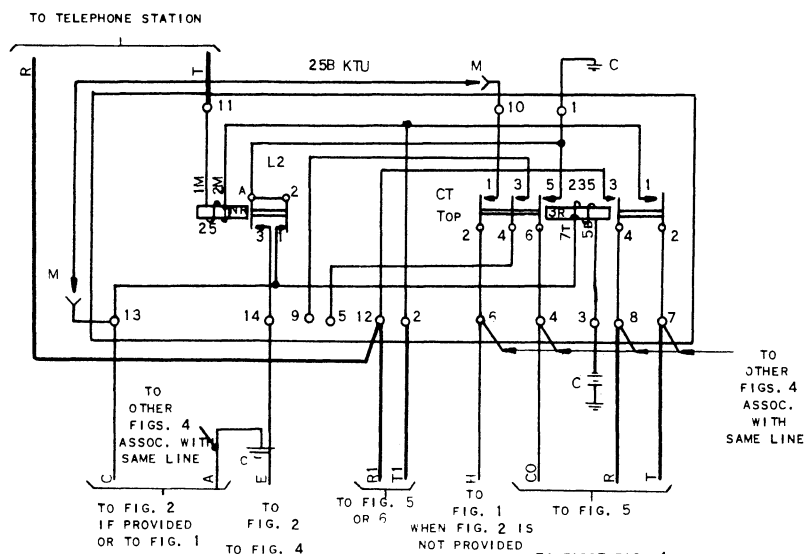 TO TELEPHONE STATION
R
T
25B KTU
M
C
11
10
1
L2
1M
2M
A
2
NR
25
3
1
CT
TOP
1
3
5
235
3
1
3R
2
4
6
7T
5B
4
2
M
13
14
9
5
12
2
6
4
3
8
7
C
TO
OTHER
FIGS. 4
ASSOC. WITH
SAME LINE
TO
OTHER
FIGS. 4
ASSOC.
WITH
SAME LINE
C
C
A
E
R1
T1
H
CO
R
T
TO FIG. 2
IF PROVIDED
OR TO FIG. 1
TO
FIG. 2
TO FIG. 4
TO FIG. 5
OR 6
TO
FIG. 1
WHEN FIG. 2 IS
NOT PROVIDED
TO FIG. 5